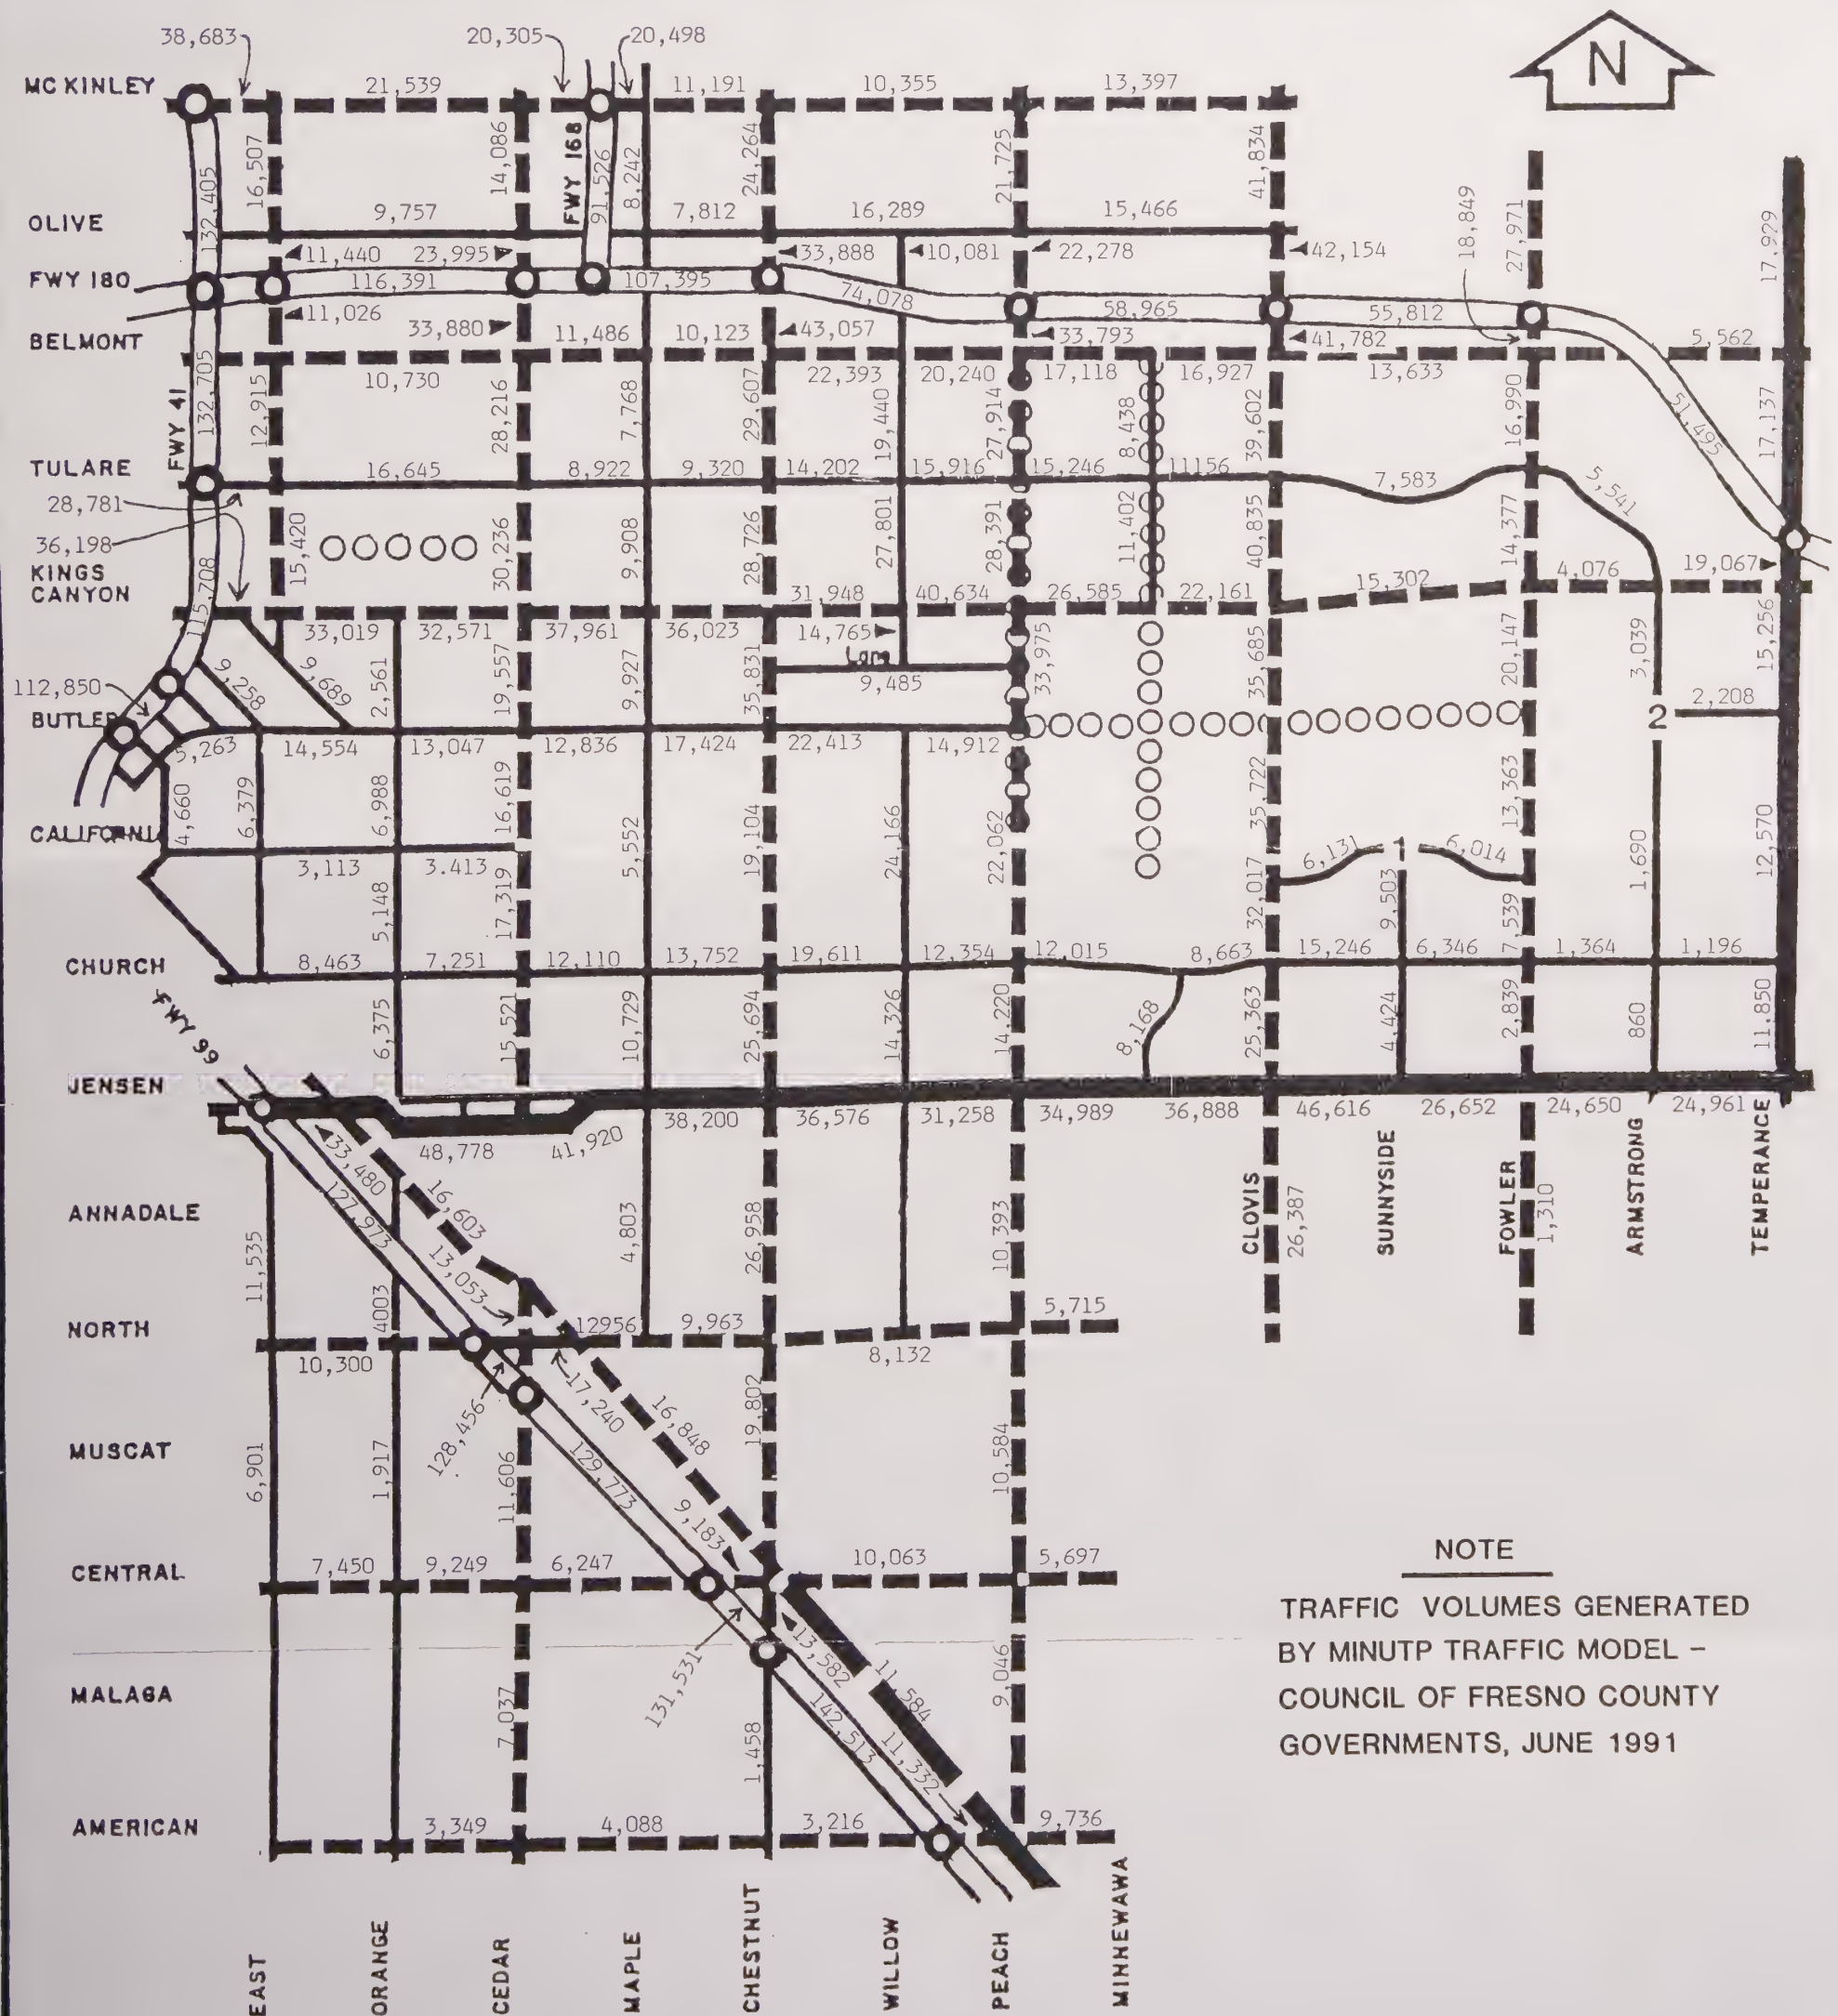 38,683 20,305 20,498
N
MC KINLEY 21,539 11,191 10,355 13,397
132,405 16,507 14,086 FWY 168 91,526 8,242 24,264 21,725 41,834 18,849 27,971 17,929
OLIVE 9,757 7,812 16,289 15,466
11,440 23,995 33,888 10,081 22,278 42,154
FWY 180 116,391 107,395 74,078 58,965 55,812
11,026 33,880 43,057 33,793 41,782
BELMONT 11,486 10,123 5,562
10,730 22,393 20,240 17,118 16,927 13,633
FWY 41 132,705 12,915 28,216 7,768 29,607 19,440 27,914 8,438 39,602 16,990 51,495 17,137
TULARE 16,645 8,922 9,320 14,202 15,916 15,246 11156 7,583 5,541
28,781
36,198
115,708 15,420 30,236 9,908 28,726 27,801 28,391 11,402 40,835 14,377
KINGS
CANYON 31,948 40,634 26,585 22,161 15,302 4,076 19,067
33,019 32,571 37,961 36,023 14,765
Lane
9,485
112,850 9,258 9,689 2,561 19,557 9,927 35,831 33,975 35,685 20,147 3,039 15,256
BUTLER 2 2,208
5,263 14,554 13,047 12,836 17,424 22,413 14,912
4,660 6,379 6,988 16,619 5,552 19,104 24,166 22,062 35,722 13,363 1,690 12,570
CALIFORNIA
3,113 3.413 6,131 1 6,014
5,148 17,319 32,017 9,503 7,539
CHURCH 8,463 7,251 12,110 13,752 19,611 12,354 12,015 8,663 15,246 6,346 1,364 1,196
FWY 99 6,375 15,521 10,729 25,694 14,326 14,220 8,168 25,363 4,424 2,839 860 11,850
JENSEN
33,480 48,778 41,920 38,200 36,576 31,258 34,989 36,888 46,616 26,652 24,650 24,961
CLOVIS SUNNYSIDE FOWLER ARMSTRONG TEMPERANCE
ANNADALE
11,535 127,973 16,603 13,053 4,803 26,958 10,393 26,387 1,310
NORTH 4003 12956 9,963 5,715
10,300 8,132
128,456 17,240 16,848 19,802
MUSCAT
6,901 1,917 11,606 129,773 9,183 10,584
CENTRAL 7,450 9,249 6,247 10,063 5,697
NOTE
TRAFFIC VOLUMES GENERATED
BY MINUTP TRAFFIC MODEL –
COUNCIL OF FRESNO COUNTY
GOVERNMENTS, JUNE 1991
MALAGA
7,037 131,531 1,458 13,582 142,513 11,584 11,332 9,046
AMERICAN 3,349 4,088 3,216 9,736
EAST ORANGE CEDAR MAPLE CHESTNUT WILLOW PEACH MINNEWAWA